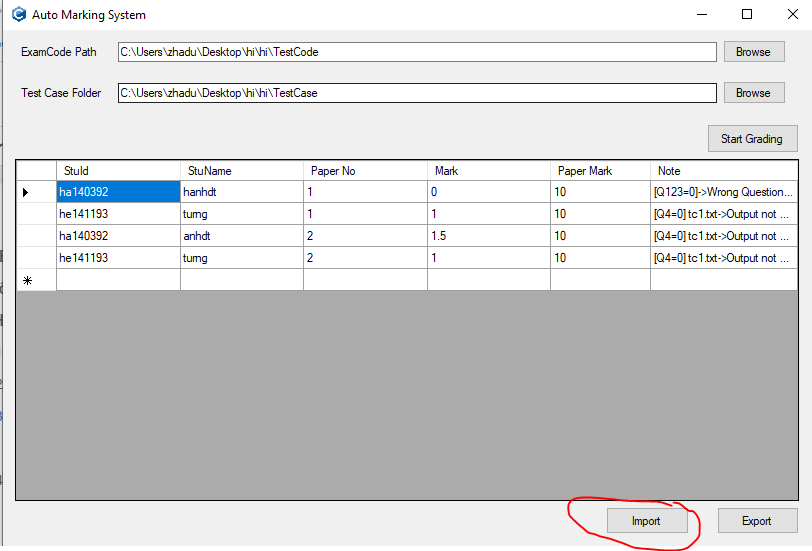 Auto Marking System
ExamCode Path C:\Users\zhadu\Desktop\hi\hi\TestCode Browse
Test Case Folder C:\Users\zhadu\Desktop\hi\hi\TestCase Browse
Start Grading
StuId StuName Paper No Mark Paper Mark Note
ha140392 hanhdt 1 0 10 [Q123=0]->Wrong Question...
he141193 tumg 1 1 10 [Q4=0] tc1.txt->Output not ...
ha140392 anhdt 2 1.5 10 [Q4=0] tc1.txt->Output not ...
he141193 tumg 2 1 10 [Q4=0] tc1.txt->Output not ...
Import Export